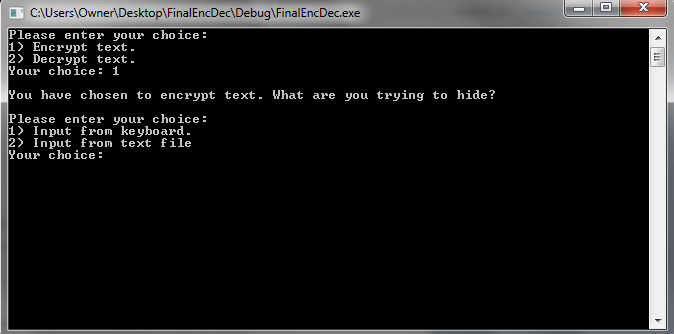 C:\Users\Owner\Desktop\FinalEncDec\Debug\FinalEncDec.exe
Please enter your choice:
1) Encrypt text.
2) Decrypt text.
Your choice: 1
You have chosen to encrypt text. What are you trying to hide?
Please enter your choice:
1) Input from keyboard.
2) Input from text file
Your choice: